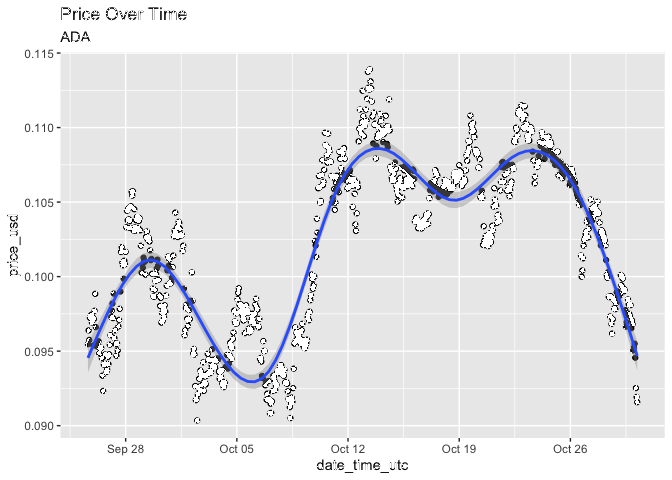 Price Over Time
ADA
0.115
0.110
0.105
0.100
0.095
0.090
price_usd
Sep 28 Oct 05 Oct 12 Oct 19 Oct 26
date_time_utc